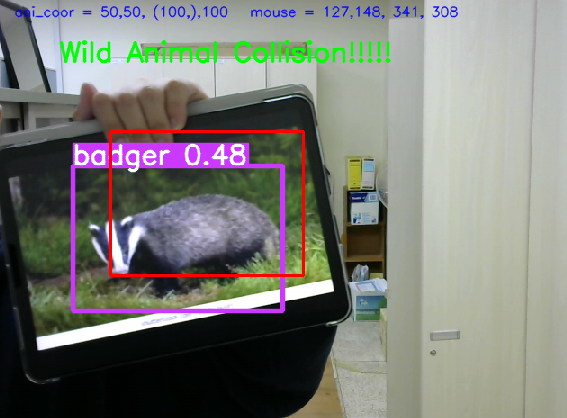 ani_coor = 50,50, (100,),100   mouse = 127,148, 341, 308
Wild Animal Collision!!!!!
badger 0.48